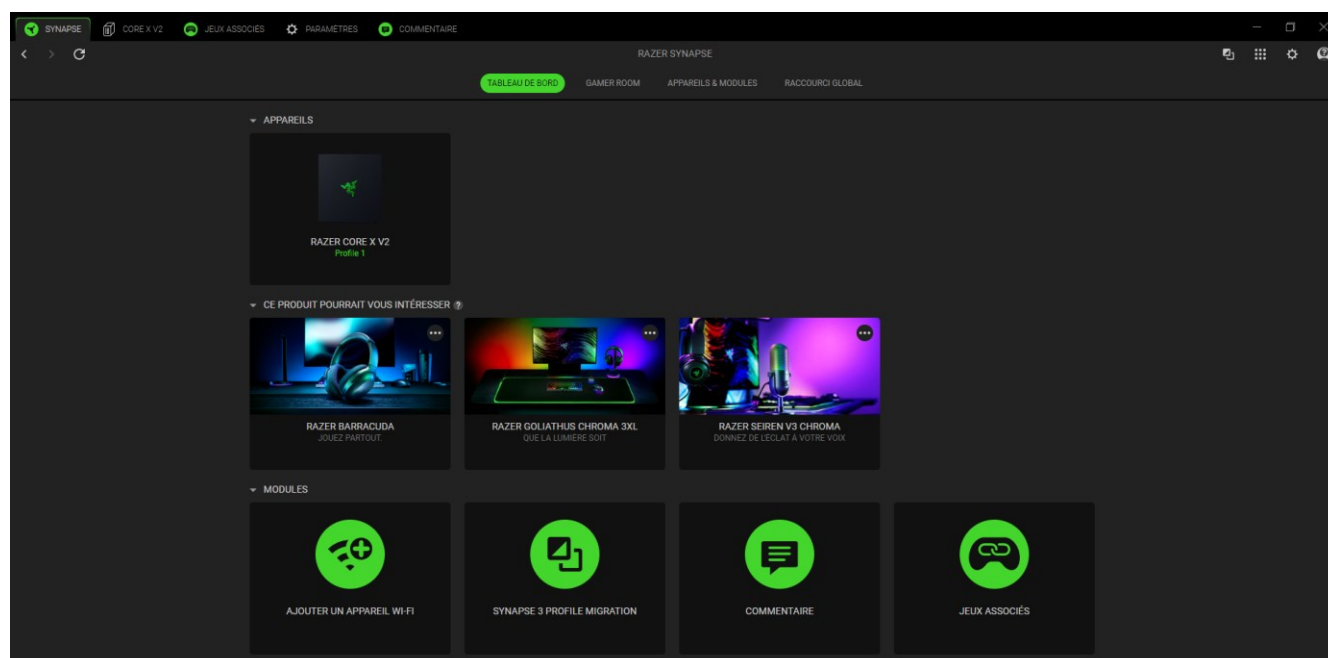 SYNAPSE
CORE X V2
JEUX ASSOCIÉS
PARAMÈTRES
COMMENTAIRE
RAZER SYNAPSE
TABLEAU DE BORD
GAMER ROOM
APPAREILS & MODULES
RACCOURCI GLOBAL
APPAREILS
RAZER CORE X V2
Profile 1
CE PRODUIT POURRAIT VOUS INTÉRESSER ?
RAZER BARRACUDA
JOUEZ PARTOUT.
RAZER GOLIATHUS CHROMA 3XL
QUE LA LUMIÈRE SOIT
RAZER SEIREN V3 CHROMA
DONNEZ DE L'ÉCLAT À VOTRE VOIX
MODULES
AJOUTER UN APPAREIL WI-FI
SYNAPSE 3 PROFILE MIGRATION
COMMENTAIRE
JEUX ASSOCIÉS